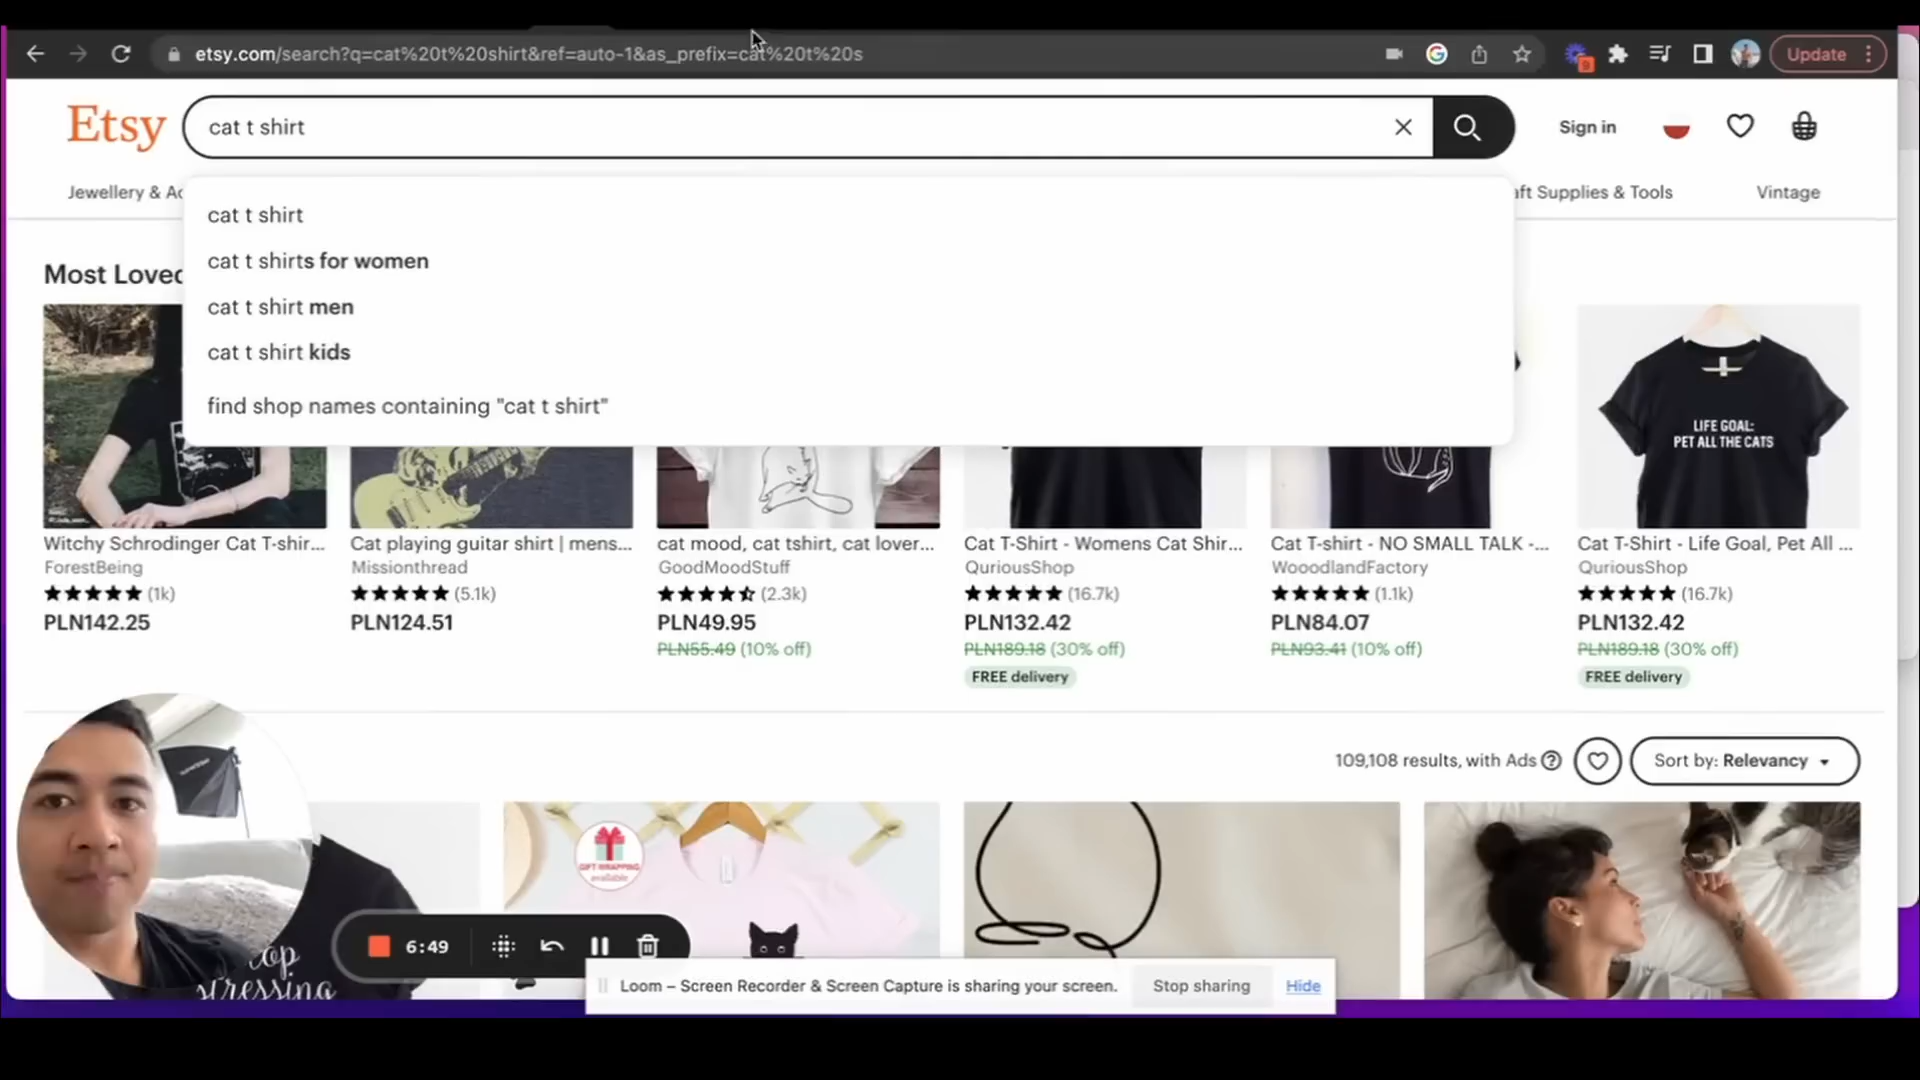 etsy.com/search?q=cat%20t%20shirt&ref=auto-1&as_prefix=cat%20t%20s
9
Update
Etsy
cat t shirt
Sign in
Jewellery & Ac
aft Supplies & Tools
Vintage
cat t shirt
cat t shirts for women
cat t shirt men
cat t shirt kids
find shop names containing "cat t shirt"
Most Loved
LIFE GOAL:
PET ALL THE CATS
Witchy Schrodinger Cat T-shir...
ForestBeing
(1k)
PLN142.25
Cat playing guitar shirt | mens...
Missionthread
(5.1k)
PLN124.51
cat mood, cat tshirt, cat lover...
GoodMoodStuff
(2.3k)
PLN49.95
PLN55.49 (10% off)
Cat T-Shirt - Womens Cat Shir...
QuriousShop
(16.7k)
PLN132.42
PLN189.18 (30% off)
FREE delivery
Cat T-shirt - NO SMALL TALK -...
WooodlandFactory
(1.1k)
PLN84.07
PLN93.41 (10% off)
Cat T-Shirt - Life Goal, Pet All ...
QuriousShop
(16.7k)
PLN132.42
PLN189.18 (30% off)
FREE delivery
109,108 results, with Ads ?
Sort by: Relevancy
GIFT WRAPPING
available
top
stressing
6:49
Loom – Screen Recorder & Screen Capture is sharing your screen.
Stop sharing
Hide